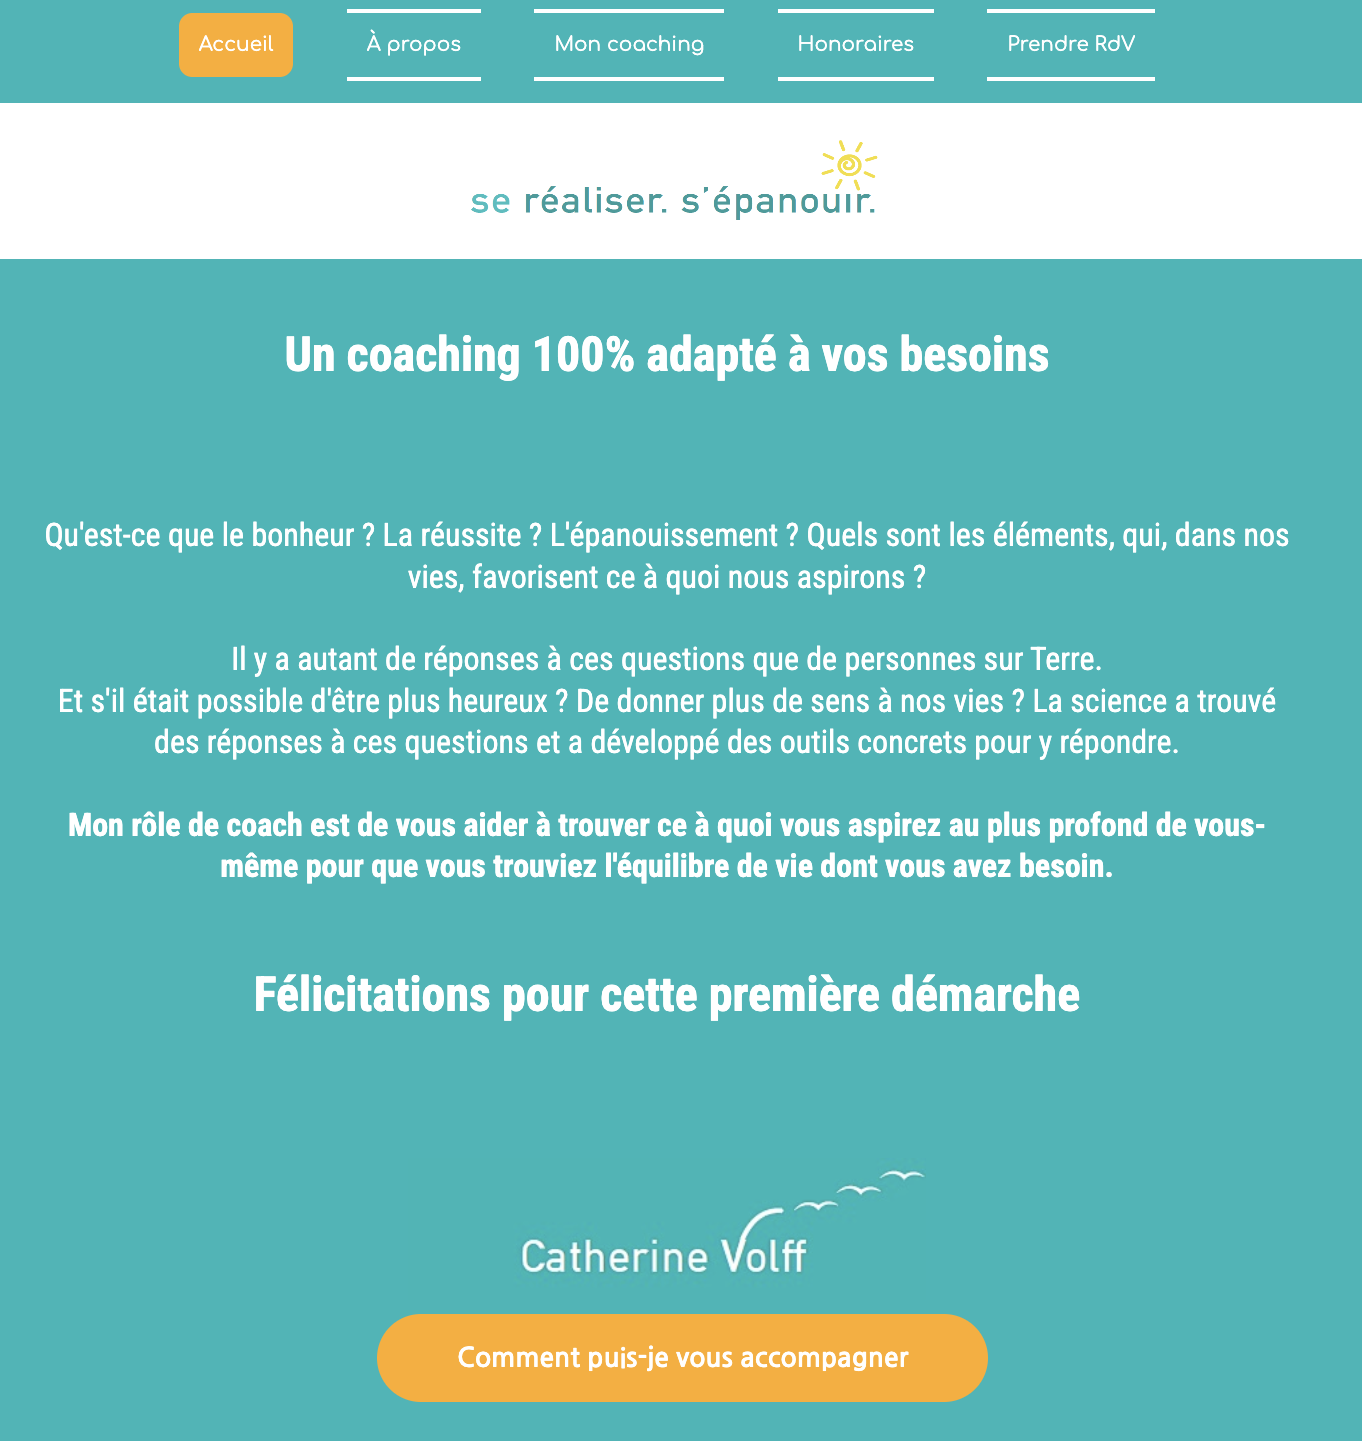 Accueil
À propos
Mon coaching
Honoraires
Prendre RdV
se réaliser. s'épanouir.
Un coaching 100% adapté à vos besoins
Qu'est-ce que le bonheur ? La réussite ? L'épanouissement ? Quels sont les éléments, qui, dans nos
vies, favorisent ce à quoi nous aspirons ?
Il y a autant de réponses à ces questions que de personnes sur Terre.
Et s'il était possible d'être plus heureux ? De donner plus de sens à nos vies ? La science a trouvé
des réponses à ces questions et a développé des outils concrets pour y répondre.
Mon rôle de coach est de vous aider à trouver ce à quoi vous aspirez au plus profond de vous-
même pour que vous trouviez l'équilibre de vie dont vous avez besoin.
Félicitations pour cette première démarche
Catherine Volff
Comment puis-je vous accompagner